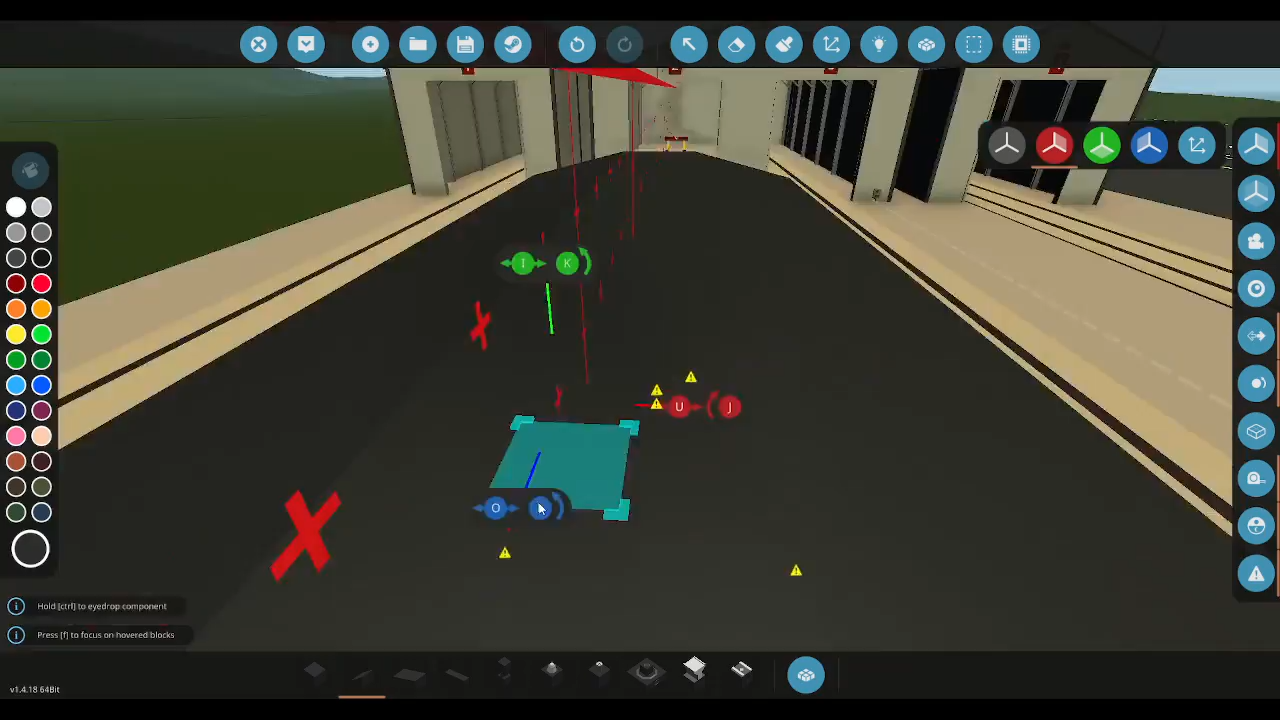 I K
U J
O
Hold [ctrl] to eyedrop component
Press [f] to focus on hovered blocks
v1.4.18 64Bit